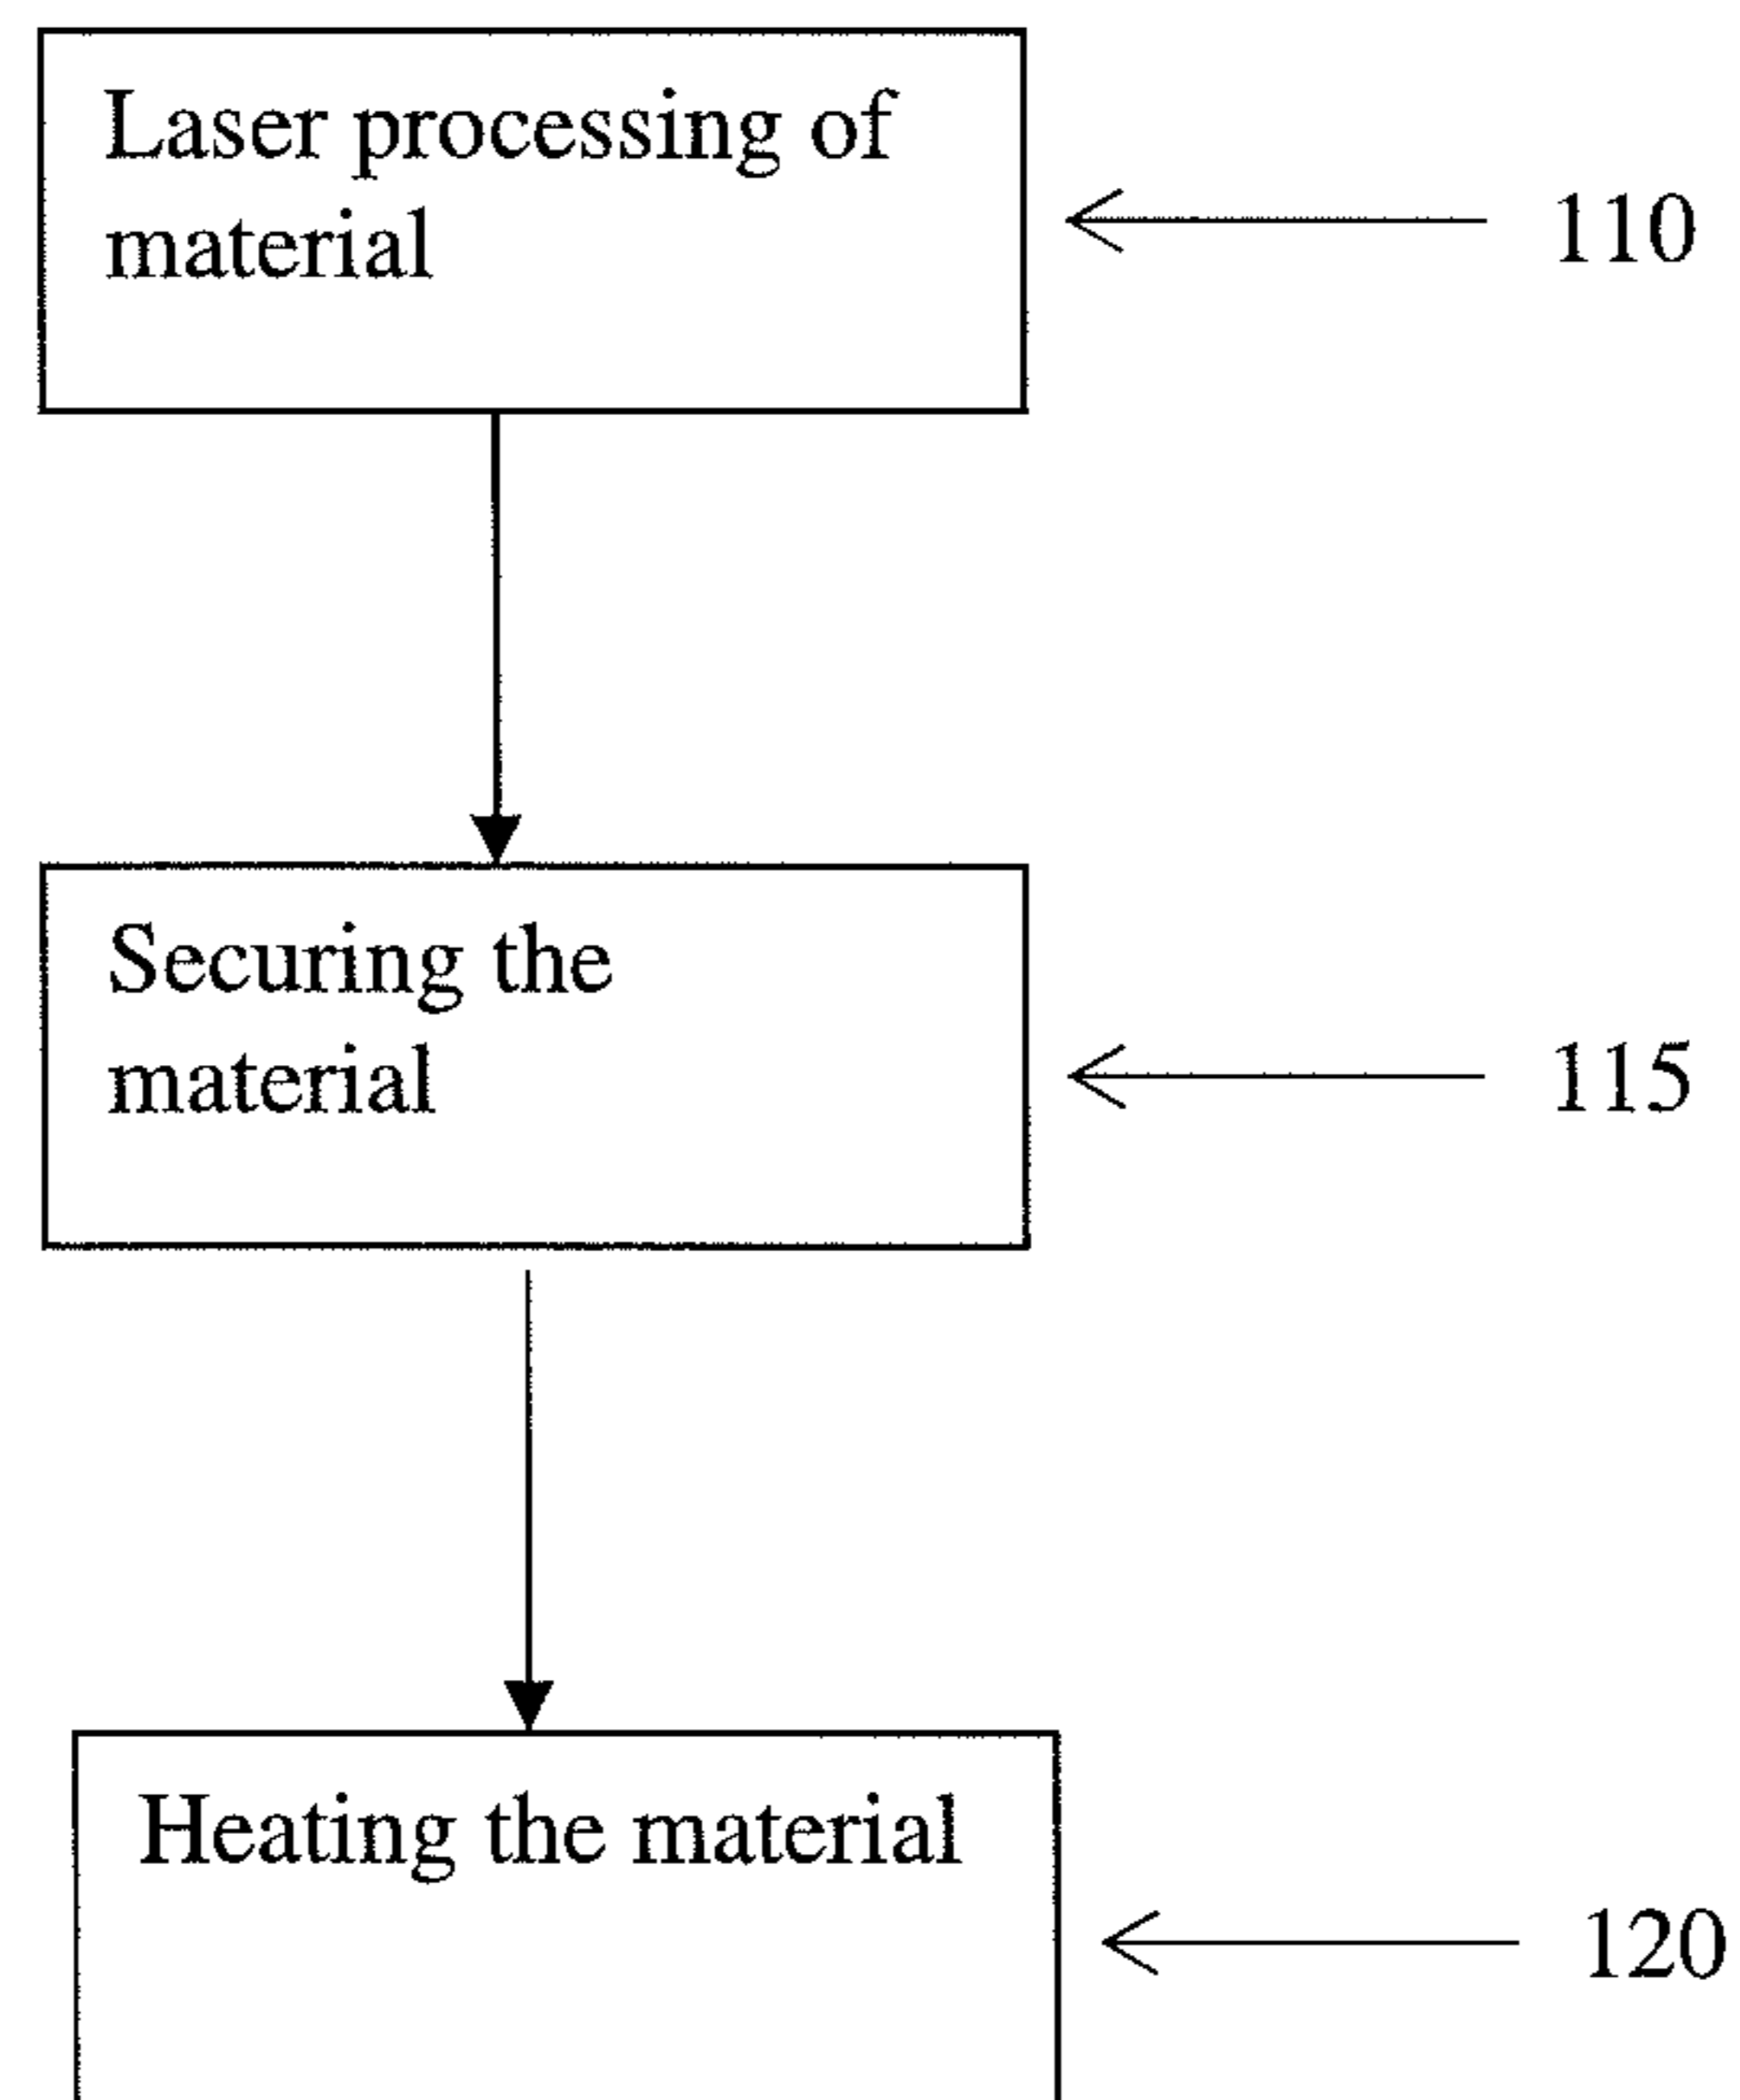 Laser processing of
material
110
Securing the
material
115
Heating the material
120